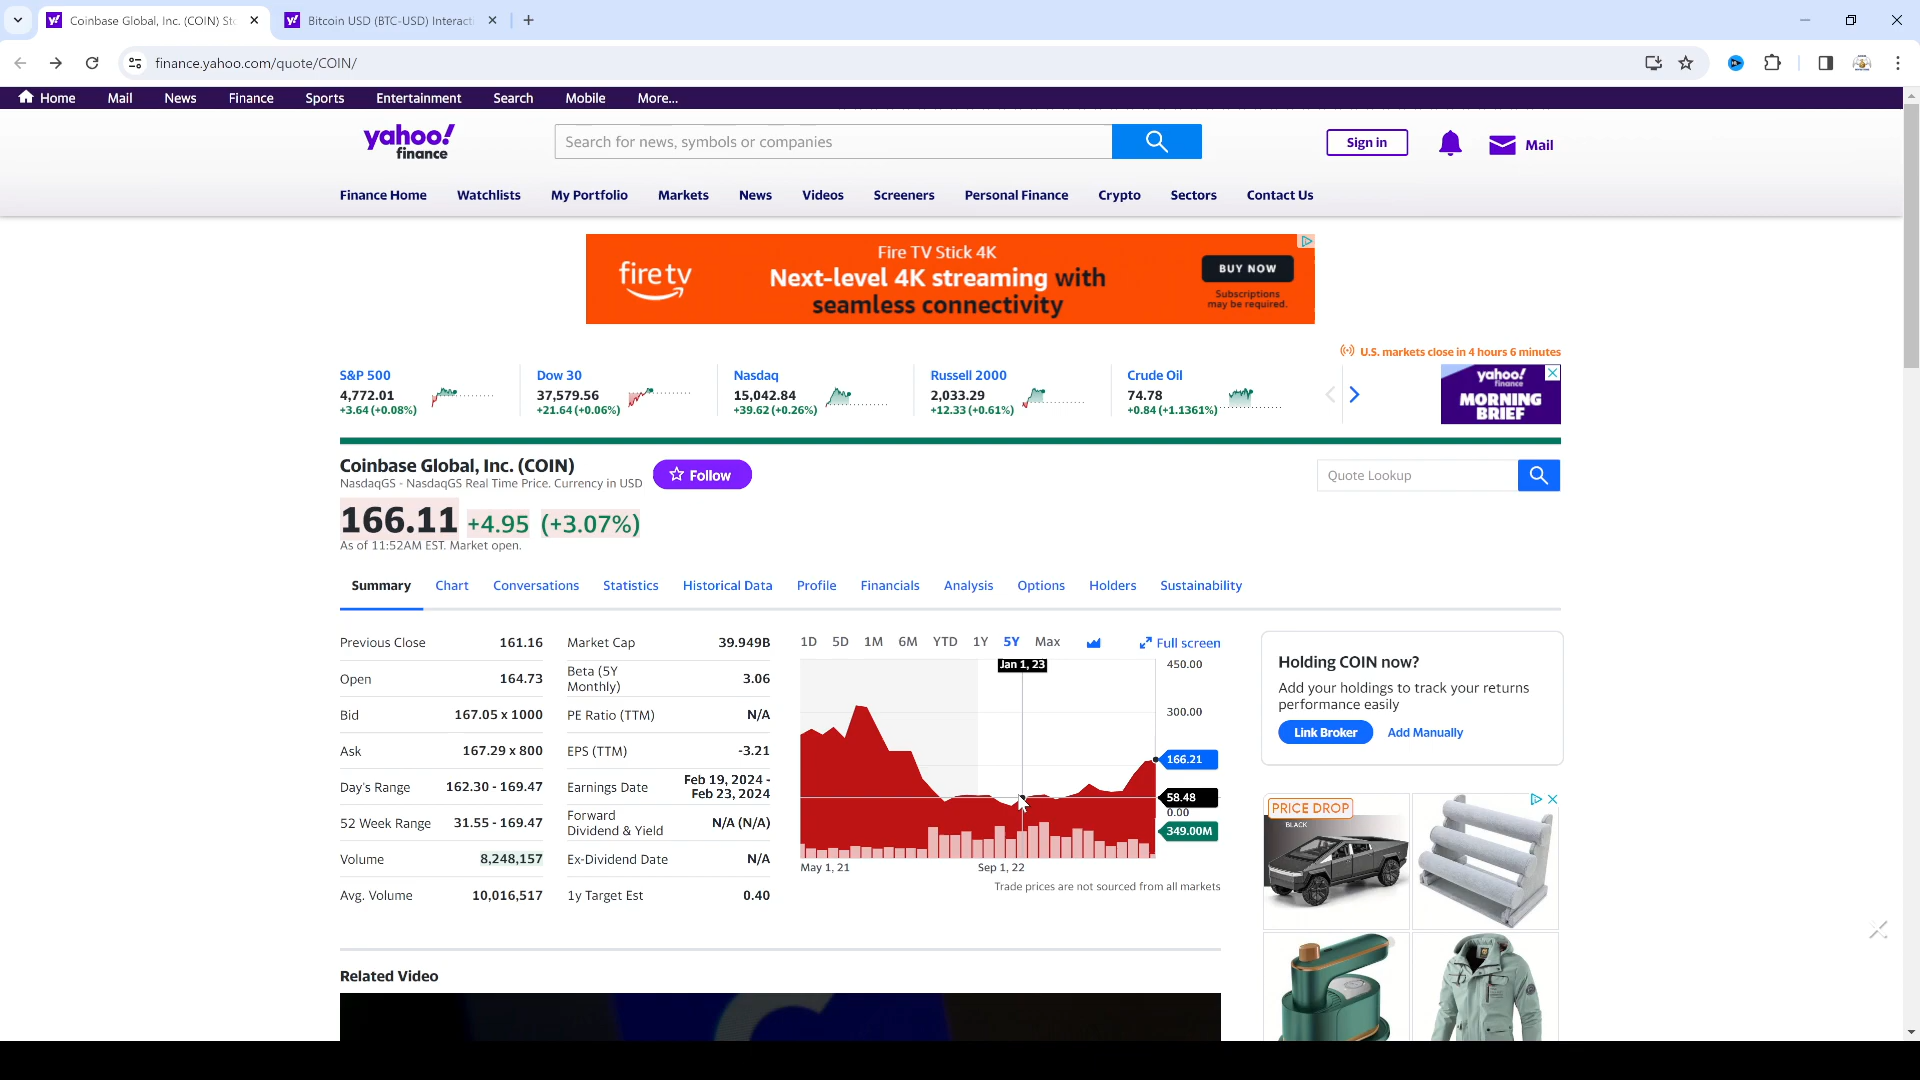 Coinbase Global, Inc. (COIN) St
Bitcoin USD (BTC-USD) Interact
finance.yahoo.com/quote/COIN/
Home Mail News Finance Sports Entertainment Search Mobile More...
yahoo!
finance
Search for news, symbols or companies
Sign in
Mail
Finance Home Watchlists My Portfolio Markets News Videos Screeners Personal Finance Crypto Sectors Contact Us
fire tv
Fire TV Stick 4K
Next-level 4K streaming with
seamless connectivity
BUY NOW
Subscriptions
may be required.
U.S. markets close in 4 hours 6 minutes
S&P 500
4,772.01
+3.64 (+0.08%)
Dow 30
37,579.56
+21.64 (+0.06%)
Nasdaq
15,042.84
+39.62 (+0.26%)
Russell 2000
2,033.29
+12.33 (+0.61%)
Crude Oil
74.78
+0.84 (+1.1361%)
yahoo!
finance
MORNING
BRIEF
Coinbase Global, Inc. (COIN)
NasdaqGS - NasdaqGS Real Time Price. Currency in USD
Follow
Quote Lookup
166.11 +4.95 (+3.07%)
As of 11:52AM EST. Market open.
Summary Chart Conversations Statistics Historical Data Profile Financials Analysis Options Holders Sustainability
Previous Close 161.16
Open 164.73
Bid 167.05 x 1000
Ask 167.29 x 800
Day's Range 162.30 - 169.47
52 Week Range 31.55 - 169.47
Volume 8,248,157
Avg. Volume 10,016,517
Market Cap 39.949B
Beta (5Y
Monthly) 3.06
PE Ratio (TTM) N/A
EPS (TTM) -3.21
Earnings Date Feb 19, 2024 -
Feb 23, 2024
Forward
Dividend & Yield N/A (N/A)
Ex-Dividend Date N/A
1y Target Est 0.40
1D 5D 1M 6M YTD 1Y 5Y Max
Full screen
Jan 1, 23
450.00
300.00
166.21
58.48
0.00
349.00M
May 1, 21
Sep 1, 22
Trade prices are not sourced from all markets
Holding COIN now?
Add your holdings to track your returns
performance easily
Link Broker
Add Manually
PRICE DROP
BLACK
Related Video